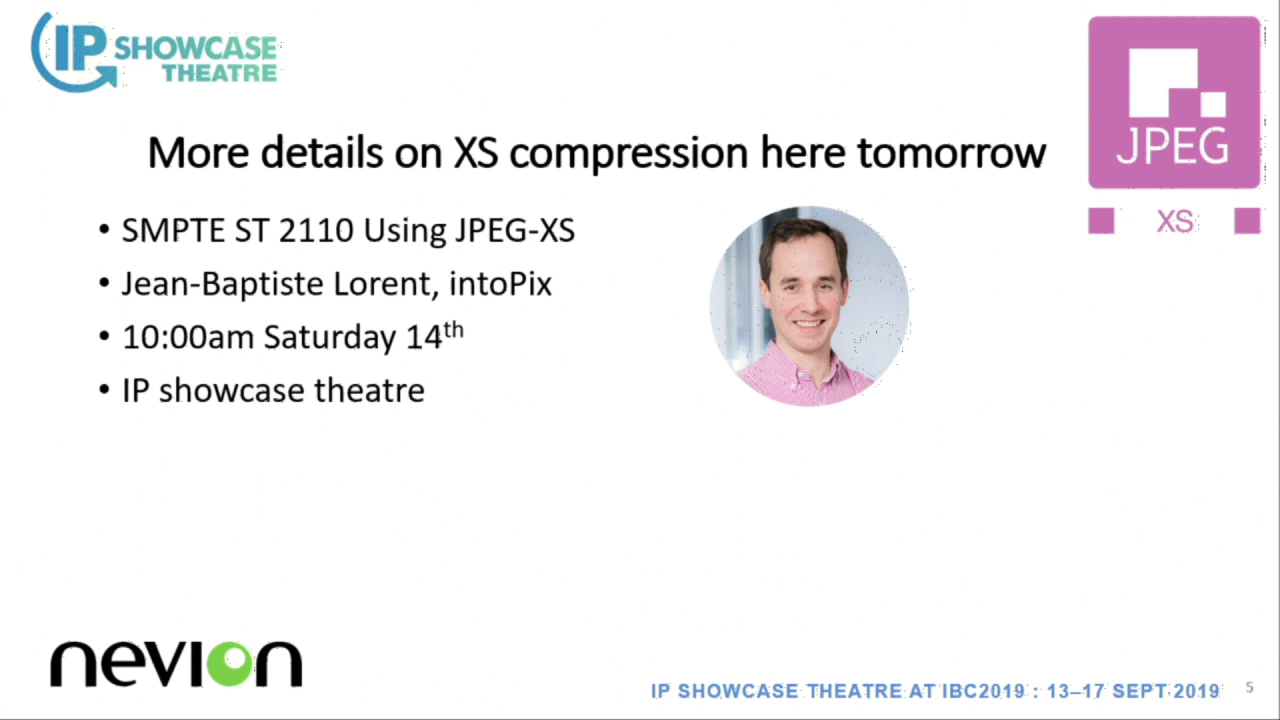 IP SHOWCASE
THEATRE
JPEG
XS
More details on XS compression here tomorrow
• SMPTE ST 2110 Using JPEG-XS
• Jean-Baptiste Lorent, intoPix
• 10:00am Saturday 14th
• IP showcase theatre
nevion
IP SHOWCASE THEATRE AT IBC2019 : 13–17 SEPT 2019
5